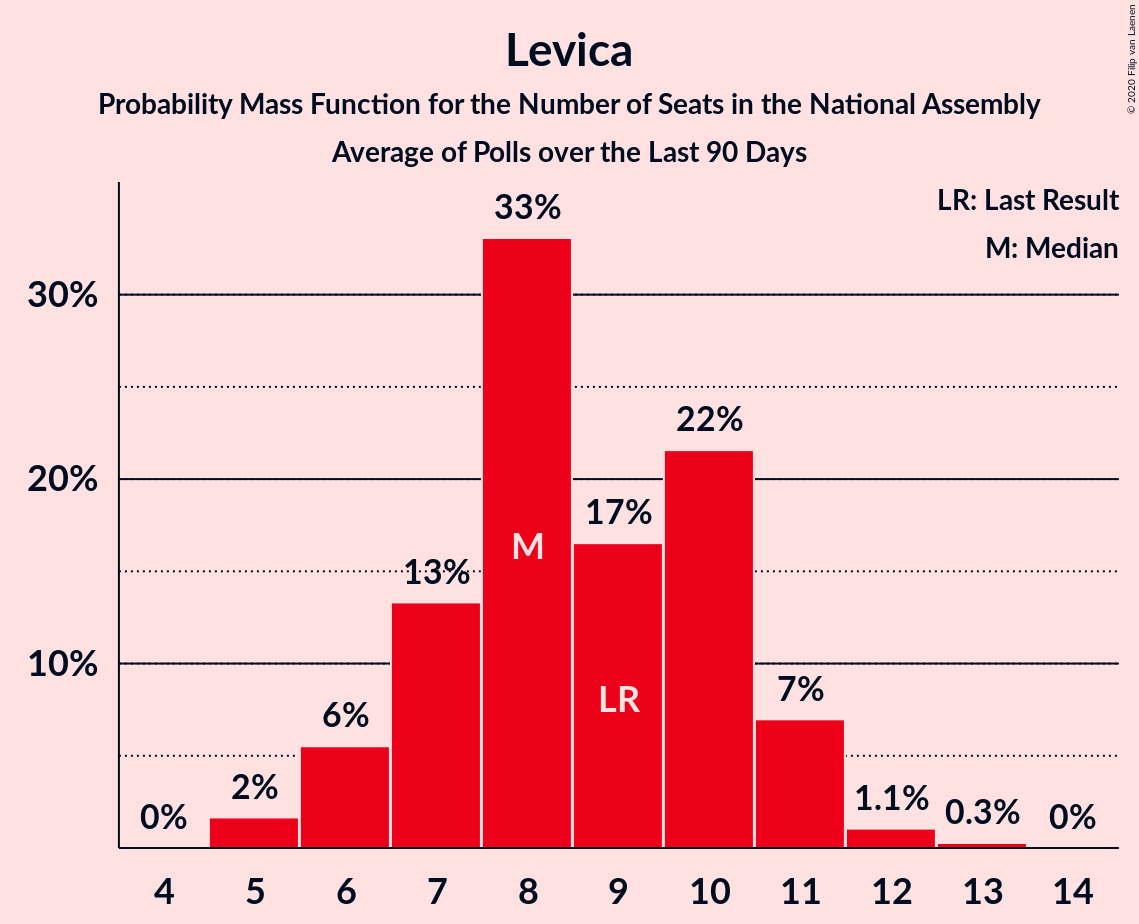 Levica
Probability Mass Function for the Number of Seats in the National Assembly
Average of Polls over the Last 90 Days
© 2020 Filip van Laenen
LR: Last Result
M: Median
33%
30%
22%
20%
17%
M
13%
10%
LR
7%
6%
2%
1.1%
0.3%
0%
0%
4 5 6 7 8 9 10 11 12 13 14